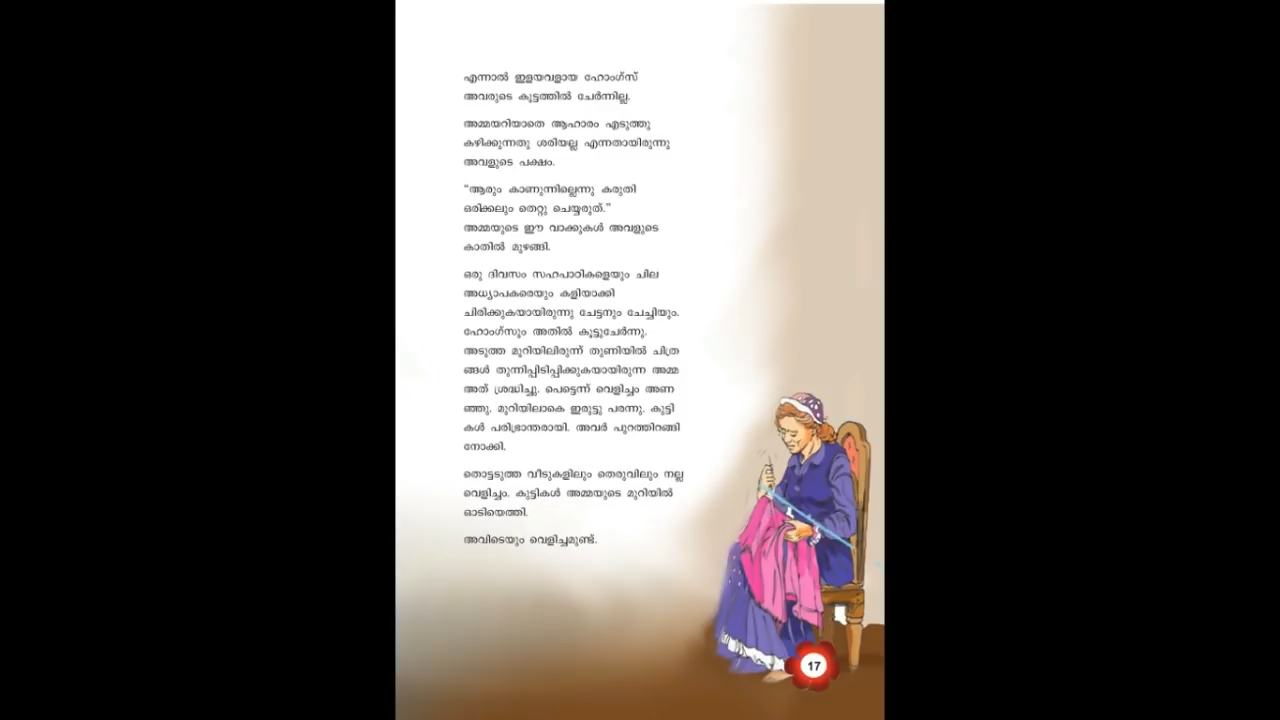 എന്നാൽ ഇളയവളായ ഹോംഗ്സ്
അവരുടെ കൂട്ടത്തിൽ ചേർന്നില്ല.
അമ്മയറിയാതെ ആഹാരം എടുത്തു
കഴിക്കുന്നതു ശരിയല്ല എന്നതായിരുന്നു
അവളുടെ പക്ഷം.
“ആരും കാണുന്നില്ലെന്നു കരുതി
ഒരിക്കലും തെറ്റു ചെയ്യരുത്.”
അമ്മയുടെ ഈ വാക്കുകൾ അവളുടെ
കാതിൽ മുഴങ്ങി.
ഒരു ദിവസം സഹപാഠികളെയും ചില
അധ്യാപകരെയും കളിയാക്കി
ചിരിക്കുകയായിരുന്നു ചേട്ടനും ചേച്ചിയും.
ഹോംഗ്സും അതിൽ കൂട്ടുചേർന്നു.
അടുത്ത മുറിയിലിരുന്ന് തുണിയിൽ ചിത്ര
ങ്ങൾ തുന്നിപ്പിടിപ്പിക്കുകയായിരുന്ന അമ്മ
അത് ശ്രദ്ധിച്ചു. പെട്ടെന്ന് വെളിച്ചം അണ
ഞ്ഞു. മുറിയിലാകെ ഇരുട്ടു പരന്നു. കുട്ടി
കൾ പരിഭ്രാന്തരായി. അവർ പുറത്തിറങ്ങി
നോക്കി.
തൊട്ടടുത്ത വീടുകളിലും തെരുവിലും നല്ല
വെളിച്ചം. കുട്ടികൾ അമ്മയുടെ മുറിയിൽ
ഓടിയെത്തി.
അവിടെയും വെളിച്ചമുണ്ട്.
17